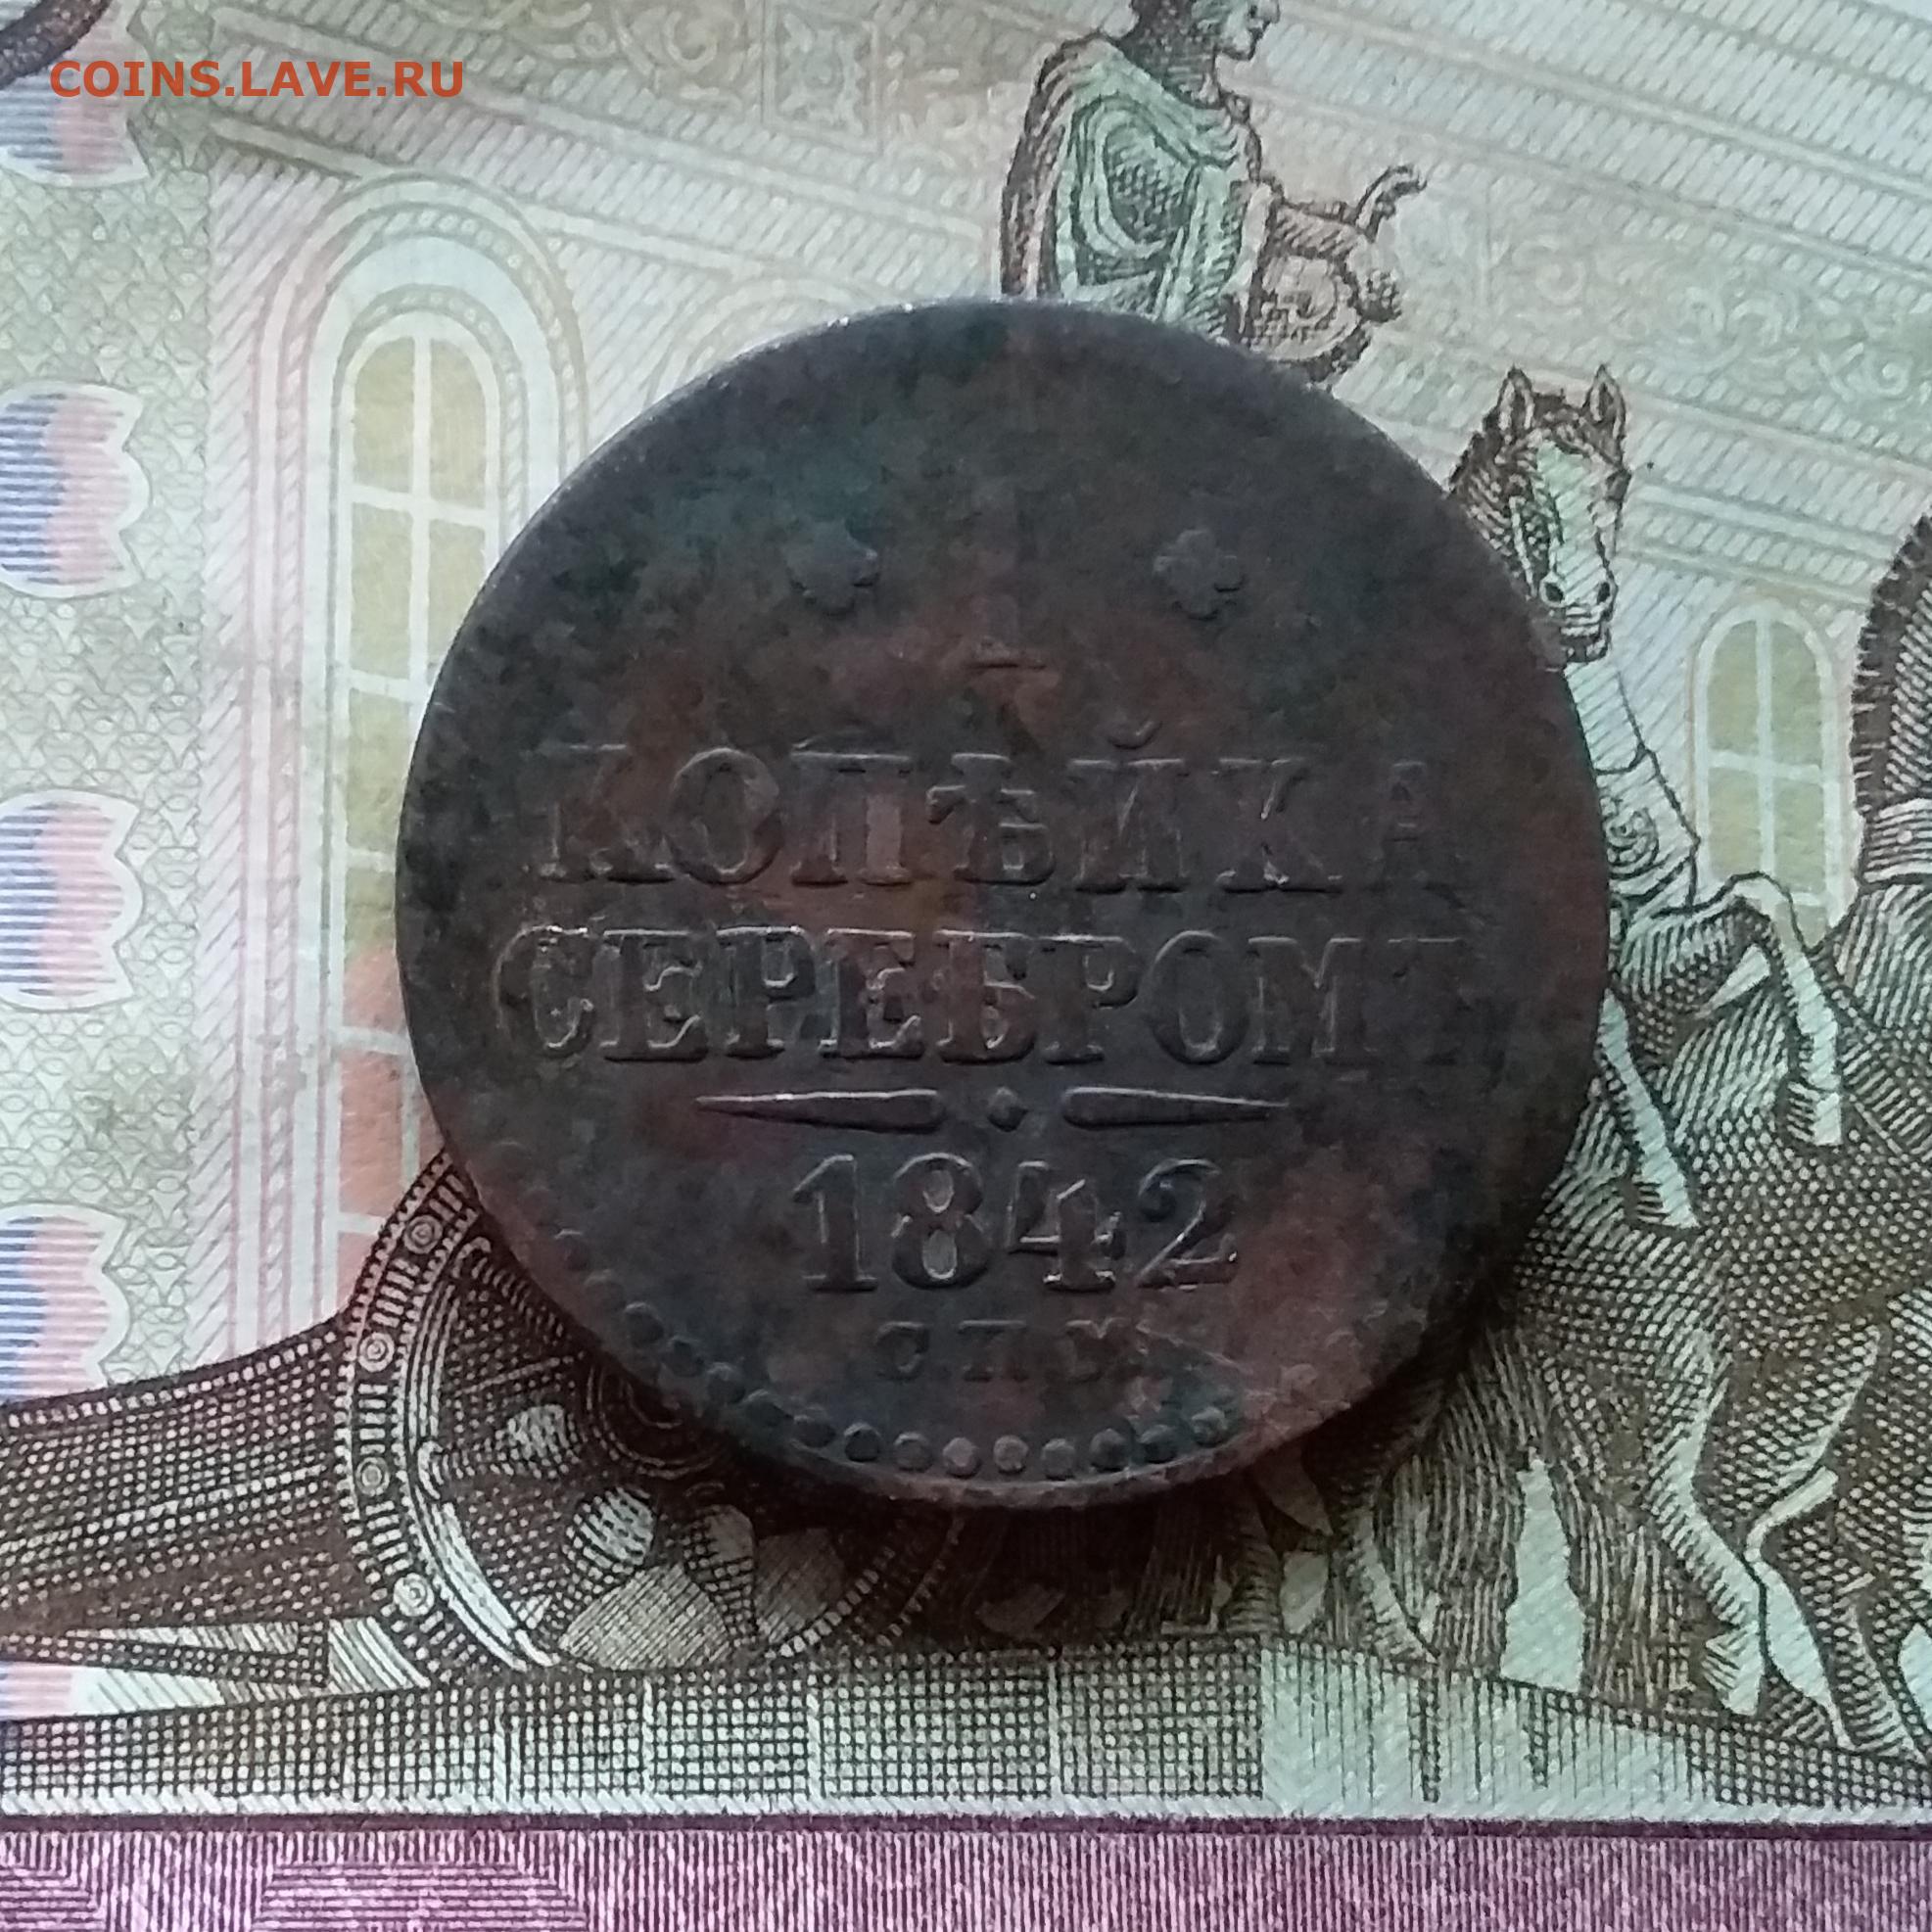 COINS.LAVE.RU
1
КОПѢЙКА
СЕРЕБРОМЪ
1842
С.П.М.